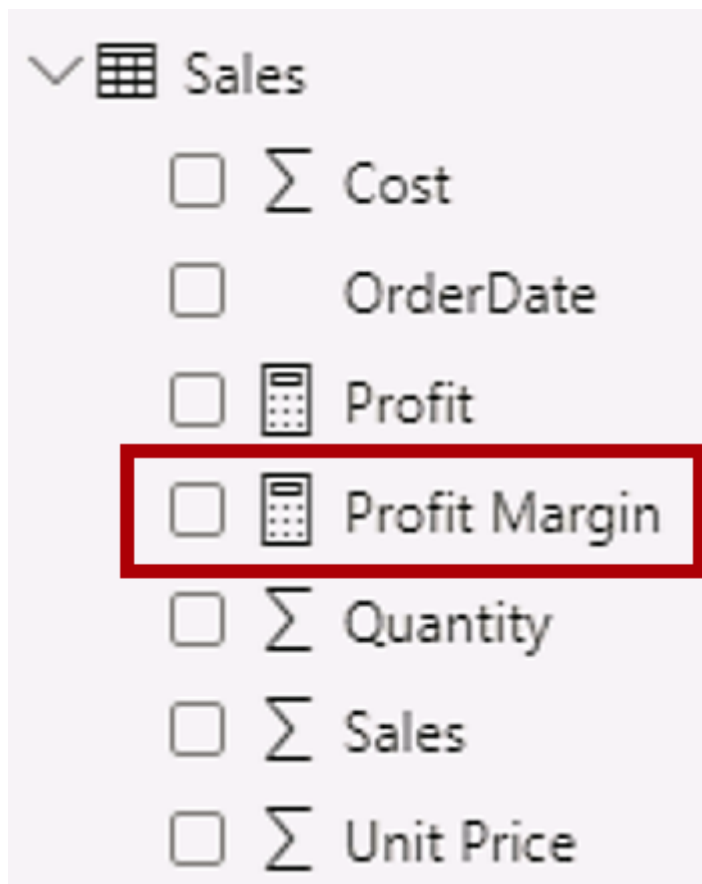 Sales
Cost
OrderDate
Profit
Profit Margin
Quantity
Sales
Unit Price